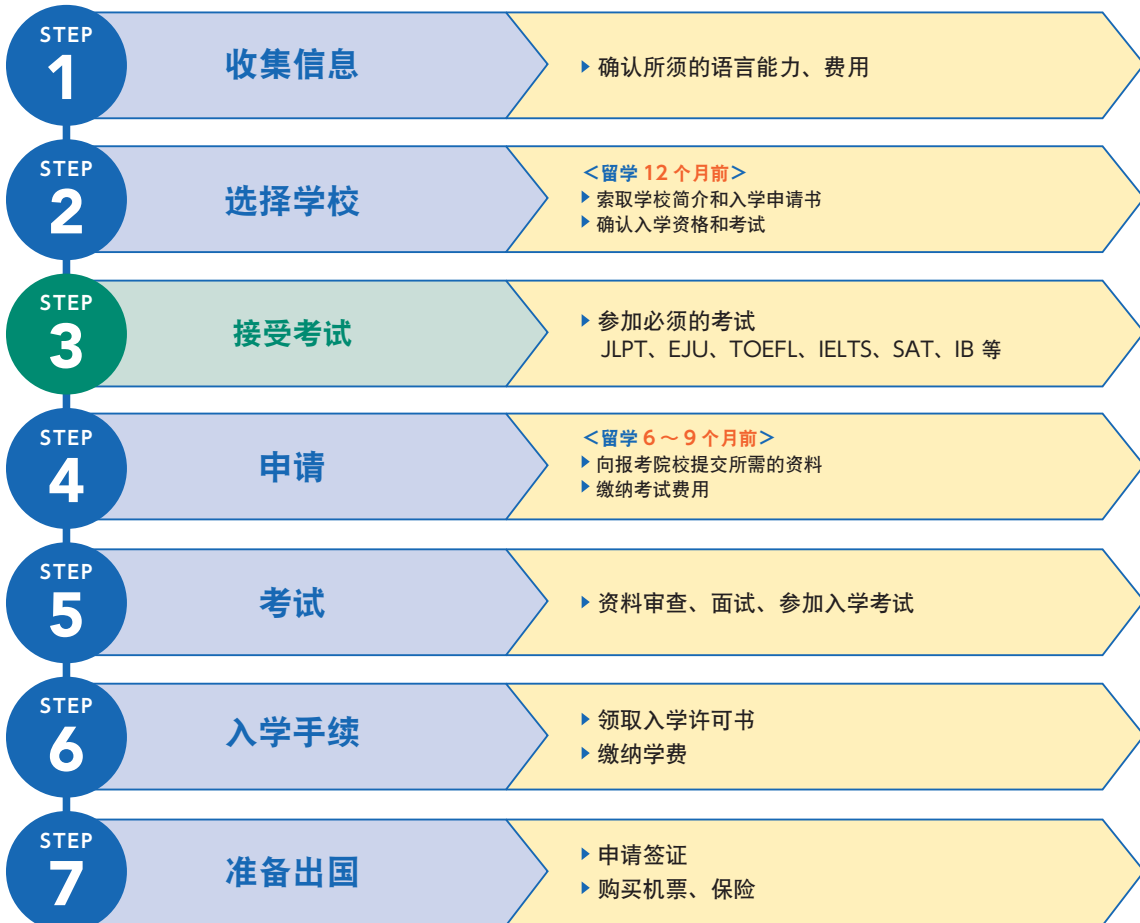 STEP
1
收集信息
确认所须的语言能力、费用
STEP
2
选择学校
<留学 12 个月前>
索取学校简介和入学申请书
确认入学资格和考试
STEP
3
接受考试
参加必须的考试
JLPT、EJU、TOEFL、IELTS、SAT、IB 等
STEP
4
申请
<留学 6 ~ 9 个月前>
向报考院校提交所需的资料
缴纳考试费用
STEP
5
考试
资料审查、面试、参加入学考试
STEP
6
入学手续
领取入学许可书
缴纳学费
STEP
7
准备出国
申请签证
购买机票、保险